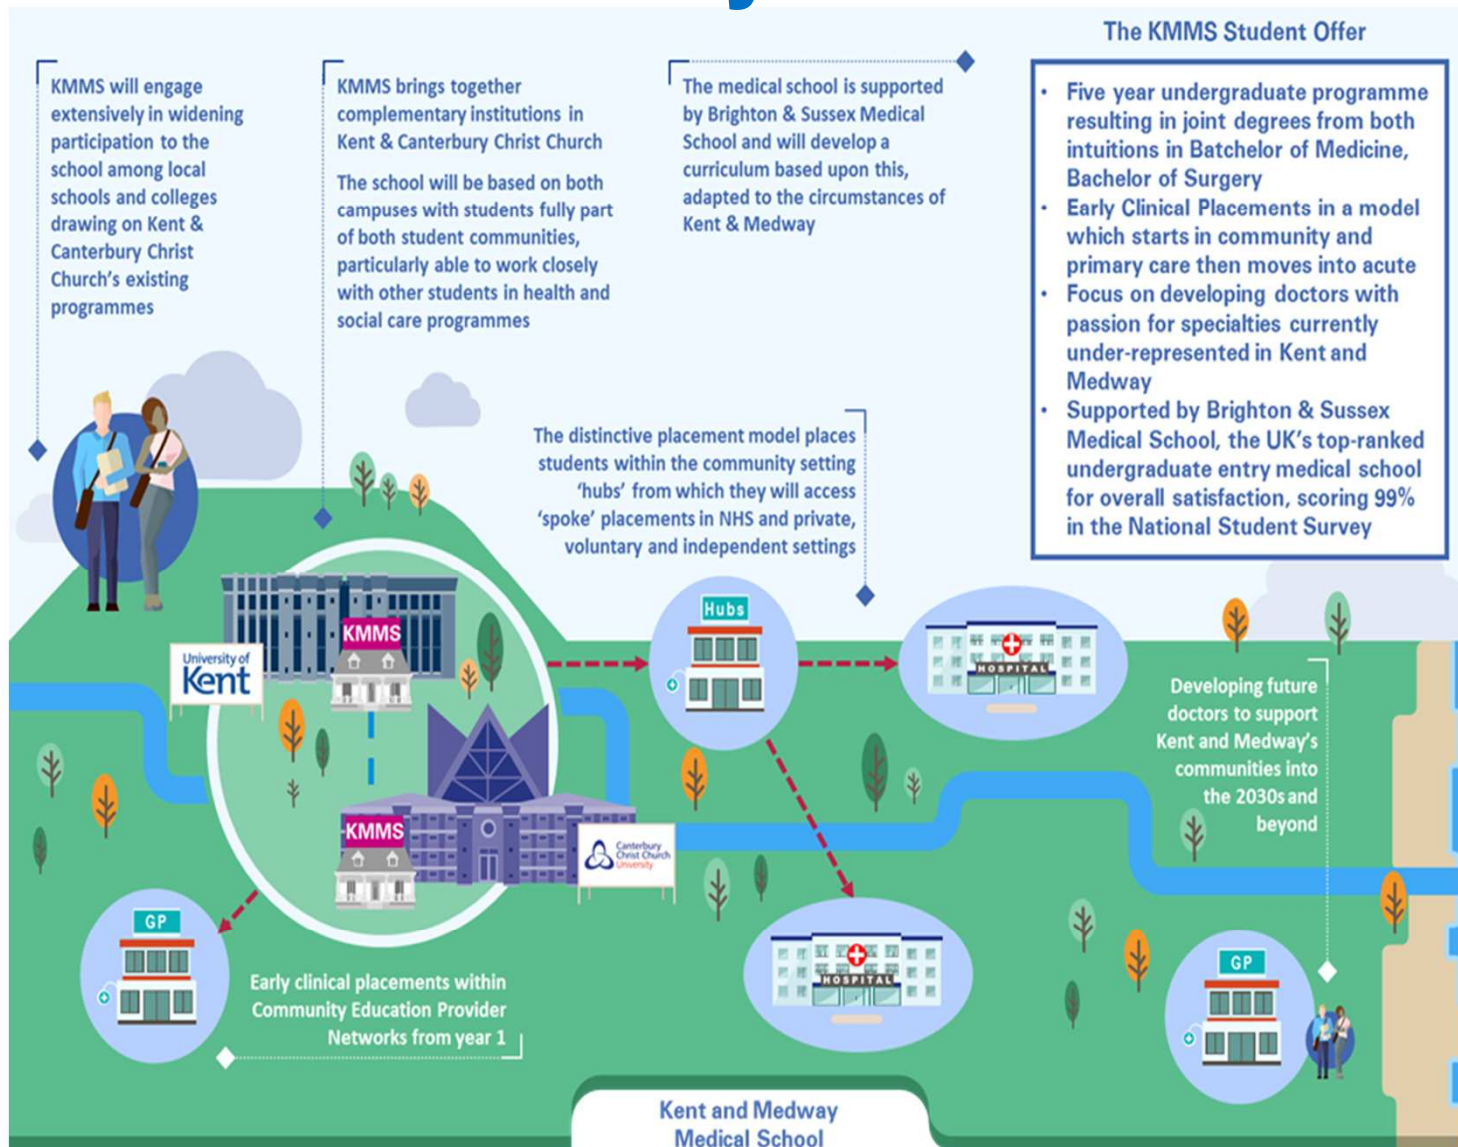 The KMMS Student Offer
KMMS will engage
extensively in widening
participation to the
school among local
schools and colleges
drawing on Kent &
Canterbury Christ
Church's existing
programmes
KMMS brings together
complementary institutions in
Kent & Canterbury Christ Church
The school will be based on both
campuses with students fully part
of both student communities,
particularly able to work closely
with other students in health and
social care programmes
The medical school is supported
by Brighton & Sussex Medical
School and will develop a
curriculum based upon this,
adapted to the circumstances of
Kent & Medway
• Five year undergraduate programme
resulting in joint degrees from both
intuitions in Batchelor of Medicine,
Bachelor of Surgery
• Early Clinical Placements in a model
which starts in community and
primary care then moves into acute
• Focus on developing doctors with
passion for specialties currently
under-represented in Kent and
Medway
• Supported by Brighton & Sussex
Medical School, the UK's top-ranked
undergraduate entry medical school
for overall satisfaction, scoring 99%
in the National Student Survey
The distinctive placement model places
students within the community setting
'hubs' from which they will access
'spoke' placements in NHS and private,
voluntary and independent settings
Hubs
KMMS
HOSPITAL
University of
Kent
Developing future
doctors to support
Kent and Medway's
communities into
the 2030s and
beyond
KMMS
Canterbury
Christ Church
University
GP
GP
HOSPITAL
Early clinical placements within
Community Education Provider
Networks from year 1
Kent and Medway
Medical School